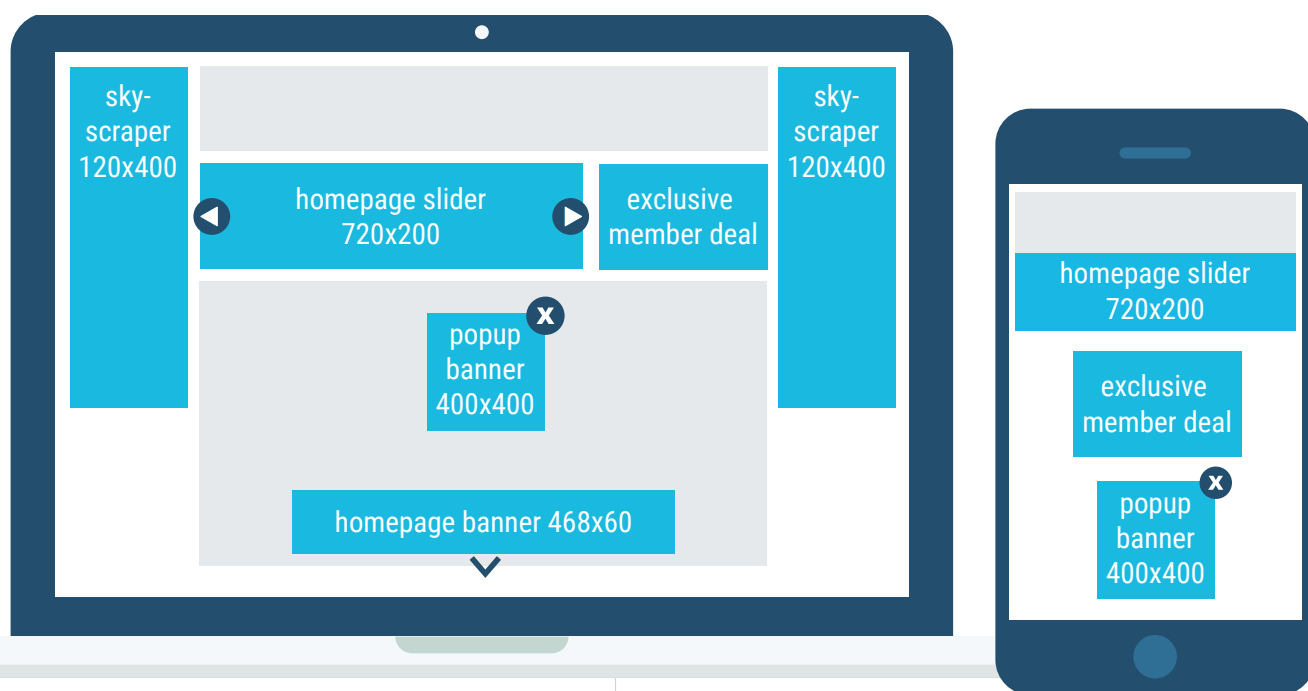 sky-
scraper
120x400
homepage slider
720x200
exclusive
member deal
sky-
scraper
120x400
popup
banner
400x400
X
homepage banner 468x60
homepage slider
720x200
exclusive
member deal
popup
banner
400x400
X